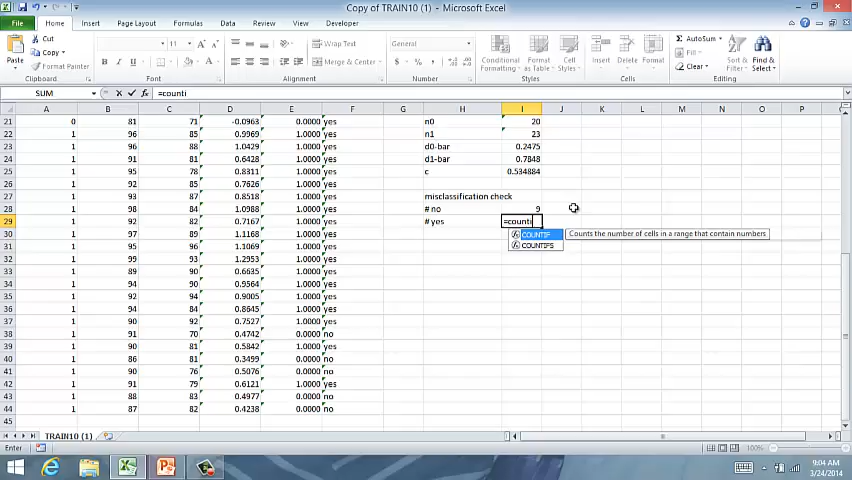 Copy of TRAIN10 (1) - Microsoft Excel
File Home Insert Page Layout Formulas Data Review View Developer
Cut
Copy
Paste
Format Painter
Clipboard
10
B I U
Font
Wrap Text
Merge & Center
Alignment
$ % ,
Number
Conditional Formatting
Format as Table
Cell Styles
Styles
Insert Delete Format
Cells
AutoSum
Fill
Clear
Sort & Filter
Find & Select
Editing
SUM =counti
A B C D E F G H I J K L M N O P
21 0 81 71 -0.0963 0.0000 yes n0 20
22 1 96 85 0.9969 1.0000 yes n1 23
23 1 96 88 1.0429 1.0000 yes d0-bar 0.2475
24 1 91 81 0.6428 1.0000 yes d1-bar 0.7848
25 1 78 88 0.8311 1.0000 yes c 0.534884
26 1 92 85 0.7626 1.0000 yes
27 1 93 87 0.8518 1.0000 yes misclassification check
28 1 98 84 1.0988 1.0000 yes # no 9
29 1 92 82 0.7167 1.0000 yes # yes =counti
30 1 97 89 1.1168 1.0000 yes
31 1 95 96 1.1069 1.0000 yes
32 1 99 93 1.2953 1.0000 yes
33 1 89 90 0.6635 1.0000 yes
34 1 94 90 0.9564 1.0000 yes
35 1 92 94 0.9005 1.0000 yes
36 1 94 84 0.8645 1.0000 yes
37 1 90 92 0.7527 1.0000 yes
38 1 91 70 0.4742 0.0000 no
39 1 90 81 0.5842 1.0000 yes
40 1 86 81 0.3499 0.0000 no
41 1 90 76 0.5076 0.0000 no
42 1 91 79 0.6121 1.0000 yes
43 1 88 83 0.4977 0.0000 no
44 1 87 82 0.4238 0.0000 no
45
COUNTIF
COUNTIFS
Counts the number of cells in a range that contain numbers
TRAIN10 (1)
Enter 100%
9:04 AM
3/24/2014